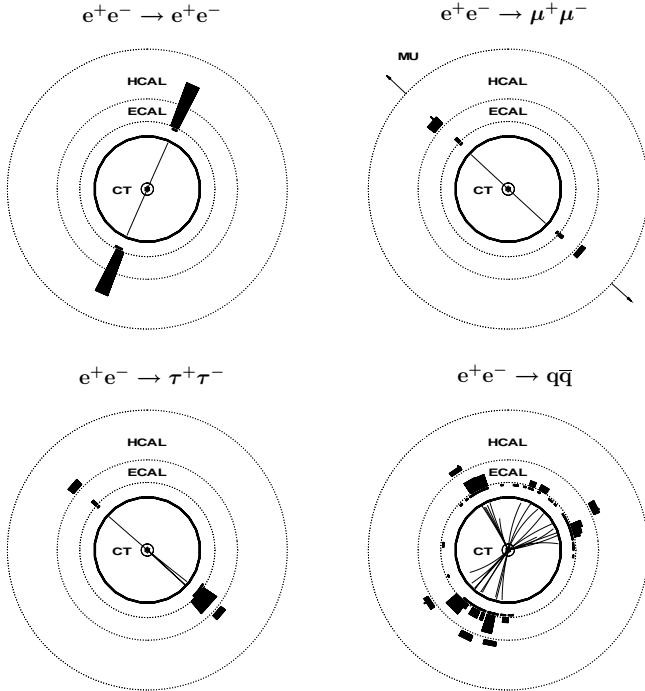 e⁺e⁻ → e⁺e⁻
HCAL
ECAL
CT
e⁺e⁻ → μ⁺μ⁻
MU
HCAL
ECAL
CT
e⁺e⁻ → τ⁺τ⁻
HCAL
ECAL
CT
e⁺e⁻ → qq̅
HCAL
ECAL
CT